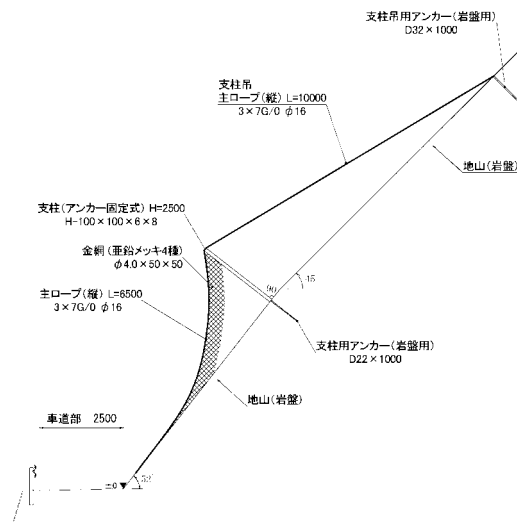 支柱吊用アンカー(岩盤用)
D32×1000
支柱吊
主ロープ(縦) L=10000
3×7G/0 φ16
地山(岩盤)
支柱(アンカー固定式) H=2500
H-100×100×6×8
金網(亜鉛メッキ4種)
φ4.0×50×50
主ロープ(縦) L=6500
3×7G/0 φ16
90
45
支柱用アンカー(岩盤用)
D22×1000
地山(岩盤)
車道部 2500
±0